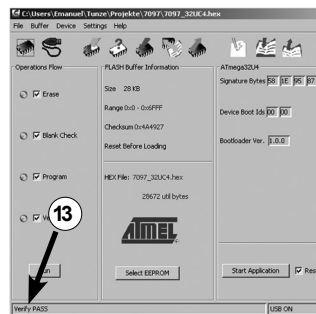 C:\Users\Emanuel\Tunze\Projekte\7097\7097_32UC4.hex
File Buffer Device Settings Help
Operations Flow
Erase
Blank Check
Program
13
Verify PASS
FLASH Buffer Information
Size 28 KB
Range 0x0 - 0x6FFF
Checksum 0x4A4927
Reset Before Loading
HEX File: 7097_32UC4.hex
28672 util bytes
ATMEL
Select EEPROM
ATmega32U4
Signature Bytes 58 1E 95 87
Device Boot Ids 00 00
Bootloader Ver. 1.0.0
Start Application
USB ON